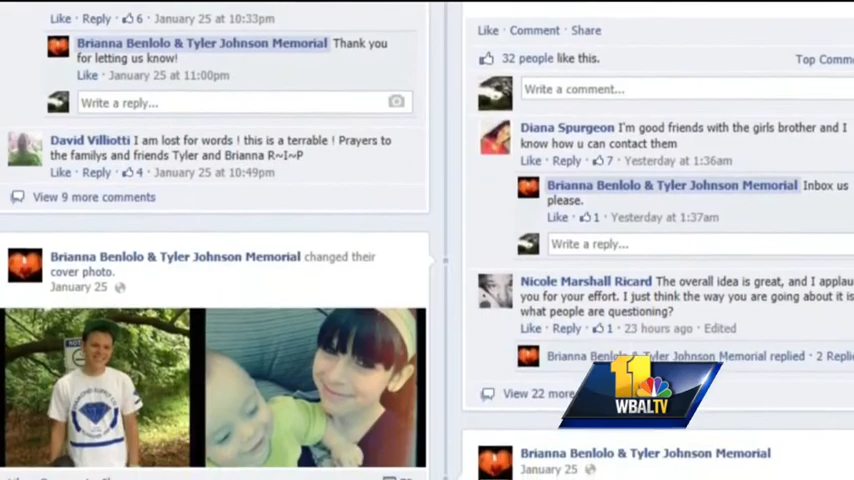 Like · Reply · 6 · January 25 at 10:33pm
Brianna Benlolo & Tyler Johnson Memorial Thank you
for letting us know!
Like · January 25 at 11:00pm
Write a reply...
David Villiotti I am lost for words ! this is a terrable ! Prayers to
the familys and friends Tyler and Brianna R~I~P
Like · Reply · 4 · January 25 at 10:49pm
View 9 more comments
Brianna Benlolo & Tyler Johnson Memorial changed their
cover photo.
January 25
Like · Comment · Share
32 people like this.
Top Comme
Write a comment...
Diana Spurgeon I'm good friends with the girls brother and I
know how u can contact them
Like · Reply · 7 · Yesterday at 1:36am
Brianna Benlolo & Tyler Johnson Memorial Inbox us
please.
Like · 1 · Yesterday at 1:37am
Write a reply...
Nicole Marshall Ricard The overall idea is great, and I applau
you for your effort. I just think the way you are going about it is
what people are questioning?
Like · Reply · 1 · 23 hours ago · Edited
Brianna Benlolo & Tyler Johnson Memorial replied · 2 Replie
View 22 more
Brianna Benlolo & Tyler Johnson Memorial
January 25
11
WBALTV